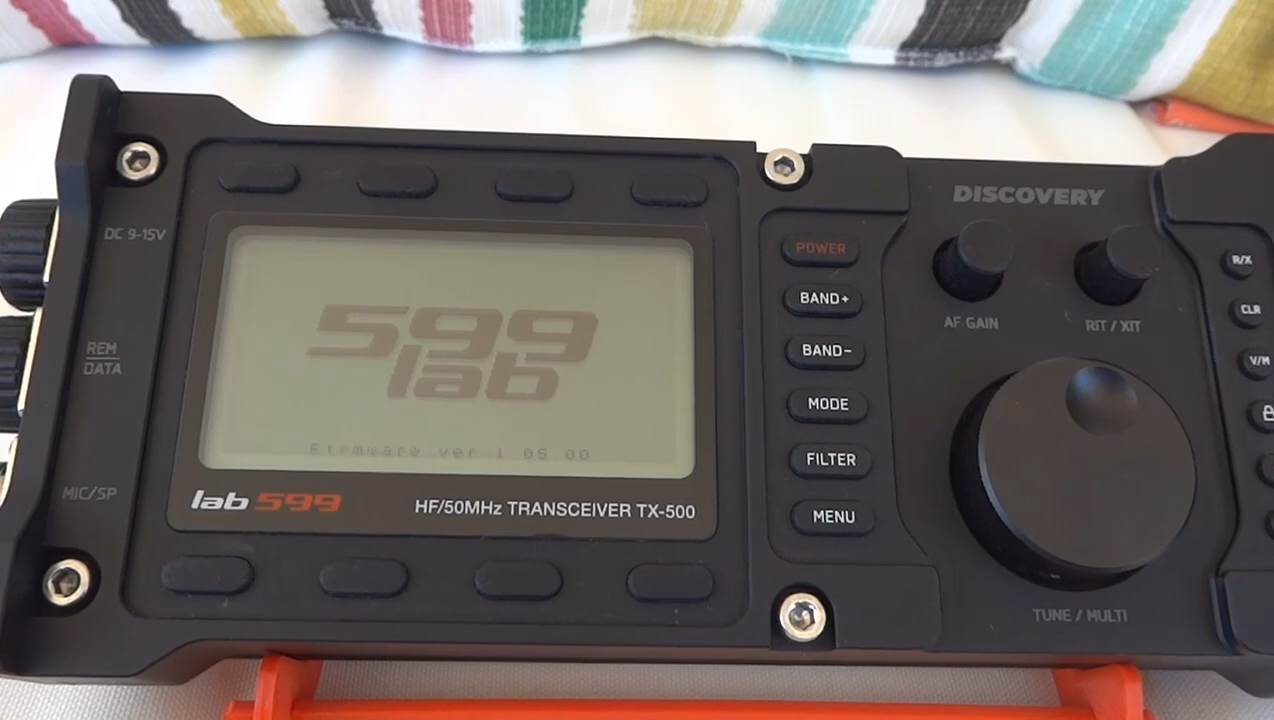 DISCOVERY
DC 9-15V
POWER
R/X
BAND+
CLR
AF GAIN
RIT / XIT
599
lab
REM
DATA
BAND-
V/M
MODE
Firmware ver 1.05.00
FILTER
MIC/SP
lab 599
HF/50MHz TRANSCEIVER TX-500
MENU
TUNE / MULTI